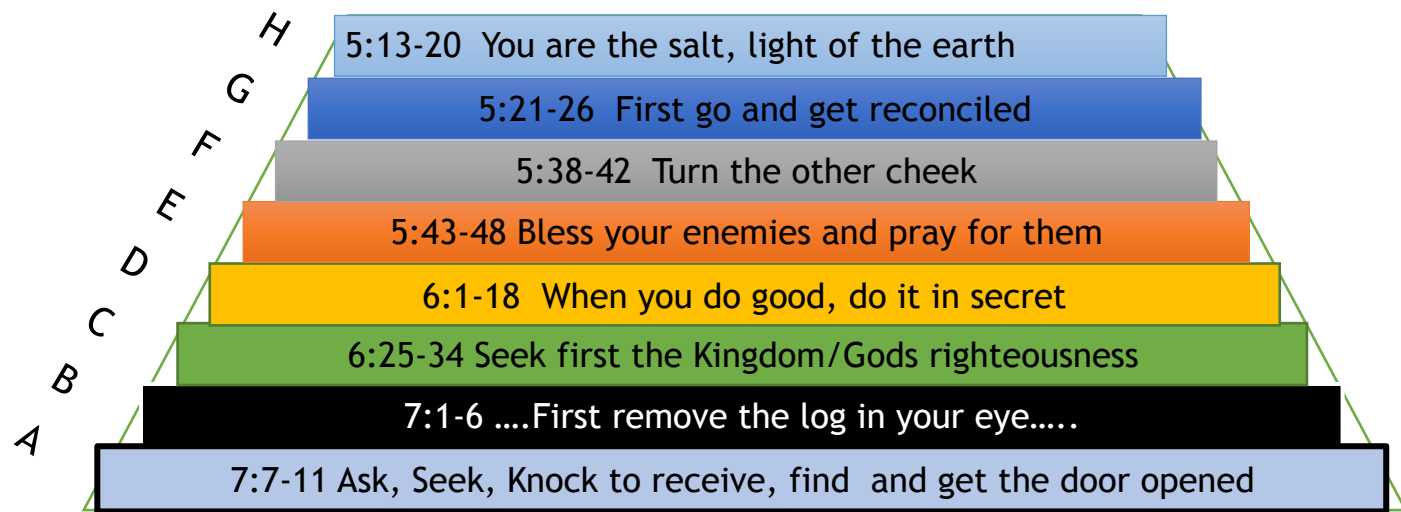 H
5:13-20 You are the salt, light of the earth
G
5:21-26 First go and get reconciled
F
5:38-42 Turn the other cheek
E
5:43-48 Bless your enemies and pray for them
D
6:1-18 When you do good, do it in secret
C
6:25-34 Seek first the Kingdom/Gods righteousness
B
7:1-6 ….First remove the log in your eye…..
A
7:7-11 Ask, Seek, Knock to receive, find and get the door opened